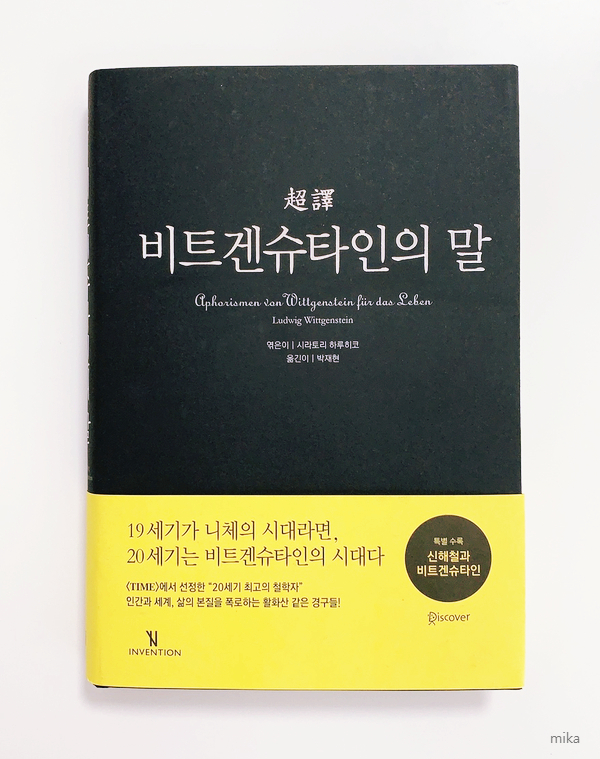 超譯
비트겐슈타인의 말
Aphorismen von Wittgenstein für das Leben
Ludwig Wittgenstein
엮은이 | 시라토리 하루히코
옮긴이 | 박재현
19세기가 니체의 시대라면,
20세기는 비트겐슈타인의 시대다
〈TIME〉에서 선정한 “20세기 최고의 철학자”
인간과 세계, 삶의 본질을 폭로하는 활화산 같은 경구들!
특별 수록
신해철과
비트겐슈타인
Discover
INVENTION
mika